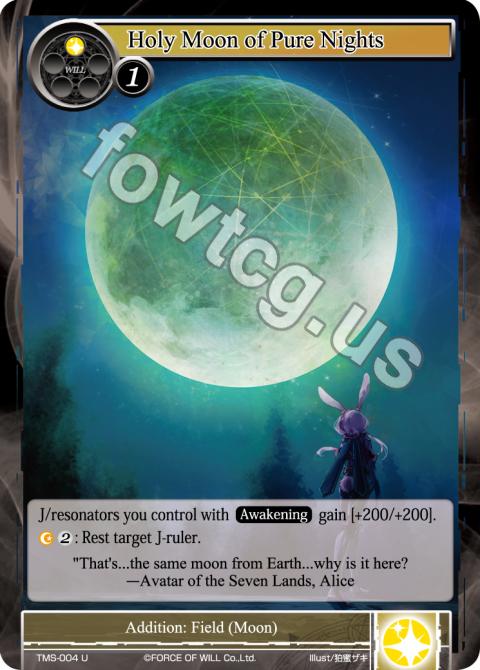 Holy Moon of Pure Nights
WILL
1
fowtcg.us
J/resonators you control with Awakening gain [+200/+200].
2: Rest target J-ruler.
"That's...the same moon from Earth...why is it here?
—Avatar of the Seven Lands, Alice
Addition: Field (Moon)
TMS-004 U ©FORCE OF WILL Co.,Ltd. Illust/狛蜜ザキ